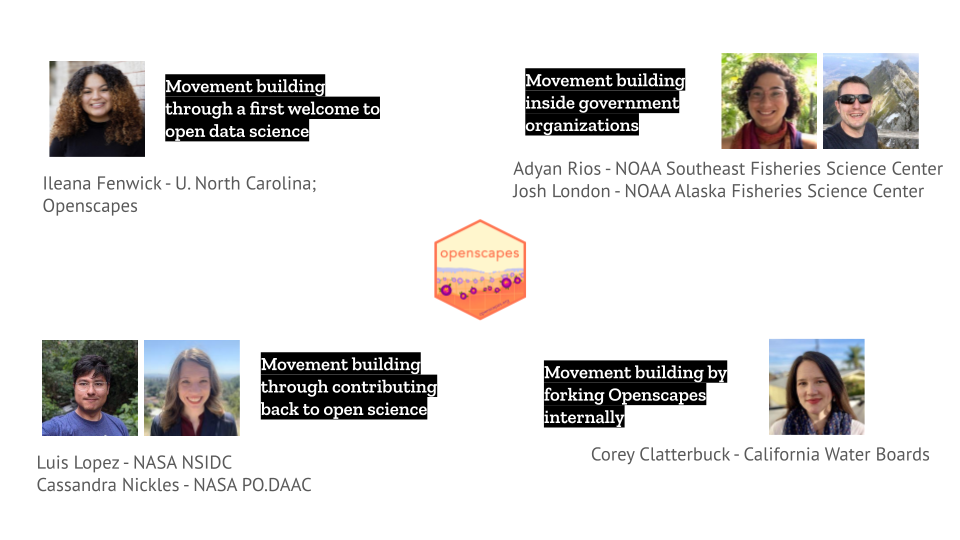 Movement building
through a first welcome to
open data science
Ileana Fenwick - U. North Carolina;
Openscapes
Movement building
inside government
organizations
Adyan Rios - NOAA Southeast Fisheries Science Center
Josh London - NOAA Alaska Fisheries Science Center
openscapes
Movement building
through contributing
back to open science
Luis Lopez - NASA NSIDC
Cassandra Nickles - NASA PO.DAAC
Movement building by
forking Openscapes
internally
Corey Clatterbuck - California Water Boards